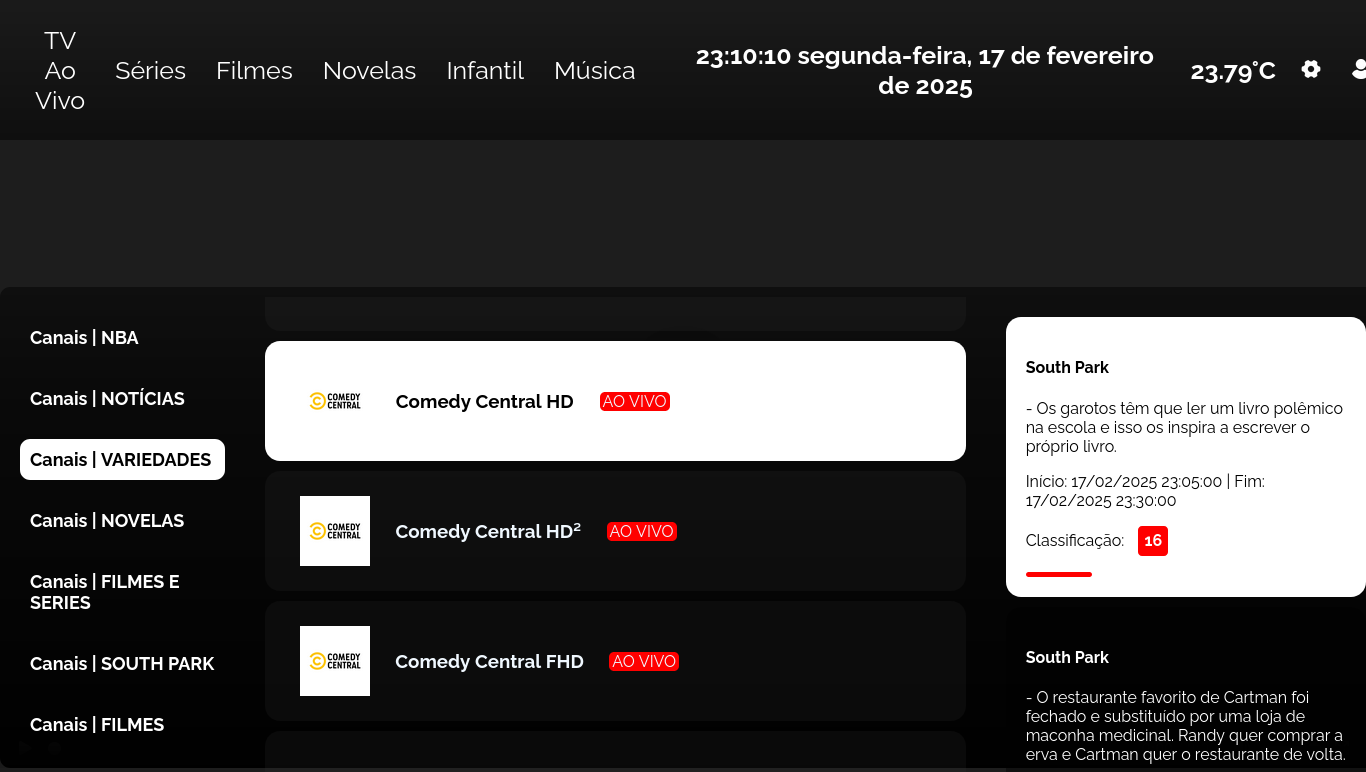 TV
Ao
Vivo
Séries
Filmes
Novelas
Infantil
Música
23:10:10 segunda-feira, 17 de fevereiro
de 2025
23.79°C
Canais | NBA
Canais | NOTÍCIAS
Canais | VARIEDADES
Canais | NOVELAS
Canais | FILMES E
SERIES
Canais | SOUTH PARK
Canais | FILMES
COMEDY
CENTRAL
Comedy Central HD
AO VIVO
COMEDY
CENTRAL
Comedy Central HD²
AO VIVO
COMEDY
CENTRAL
Comedy Central FHD
AO VIVO
South Park
- Os garotos têm que ler um livro polêmico
na escola e isso os inspira a escrever o
próprio livro.
Início: 17/02/2025 23:05:00 | Fim:
17/02/2025 23:30:00
Classificação: 16
South Park
- O restaurante favorito de Cartman foi
fechado e substituído por uma loja de
maconha medicinal. Randy quer comprar a
erva e Cartman quer o restaurante de volta.